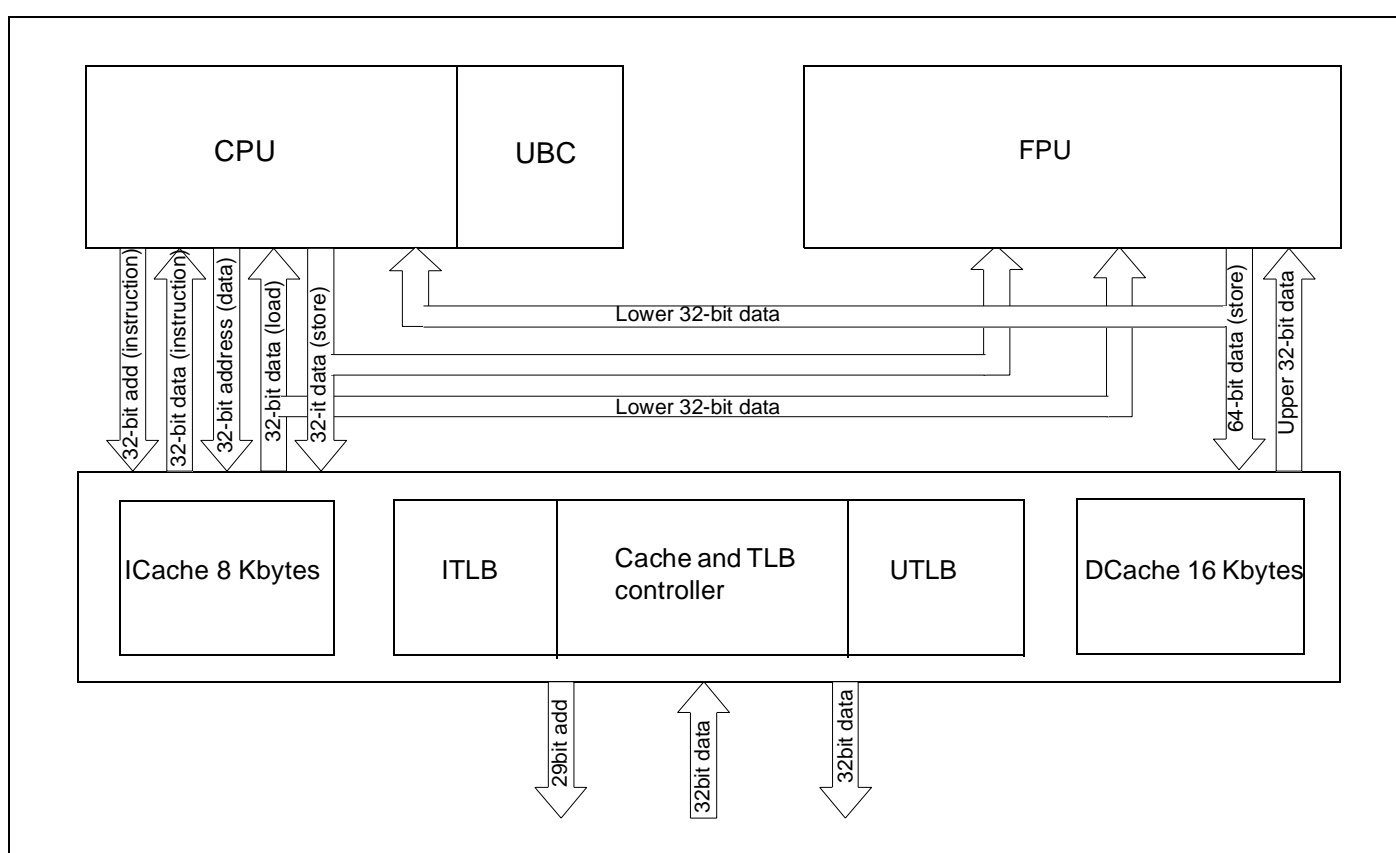 CPU
UBC
FPU
32-bit add (instruction)
32-bit data (instruction)
32-bit address (data)
32-bit data (load)
32-it data (store)
Lower 32-bit data
Lower 32-bit data
64-bit data (store)
Upper 32-bit data
ICache 8 Kbytes
ITLB
Cache and TLB
controller
UTLB
DCache 16 Kbytes
29bit add
32bit data
32bit data